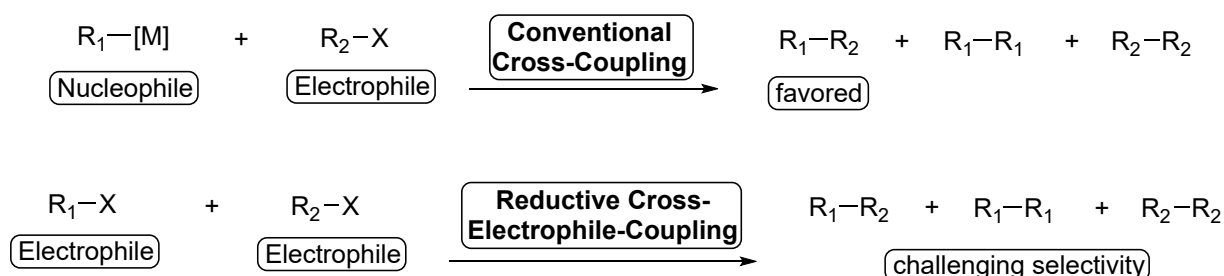 R₁–[M] + R₂–X Conventional Cross-Coupling R₁–R₂ + R₁–R₁ + R₂–R₂
Nucleophile Electrophile favored
R₁–X + R₂–X Reductive Cross-Electrophile-Coupling R₁–R₂ + R₁–R₁ + R₂–R₂
Electrophile Electrophile challenging selectivity